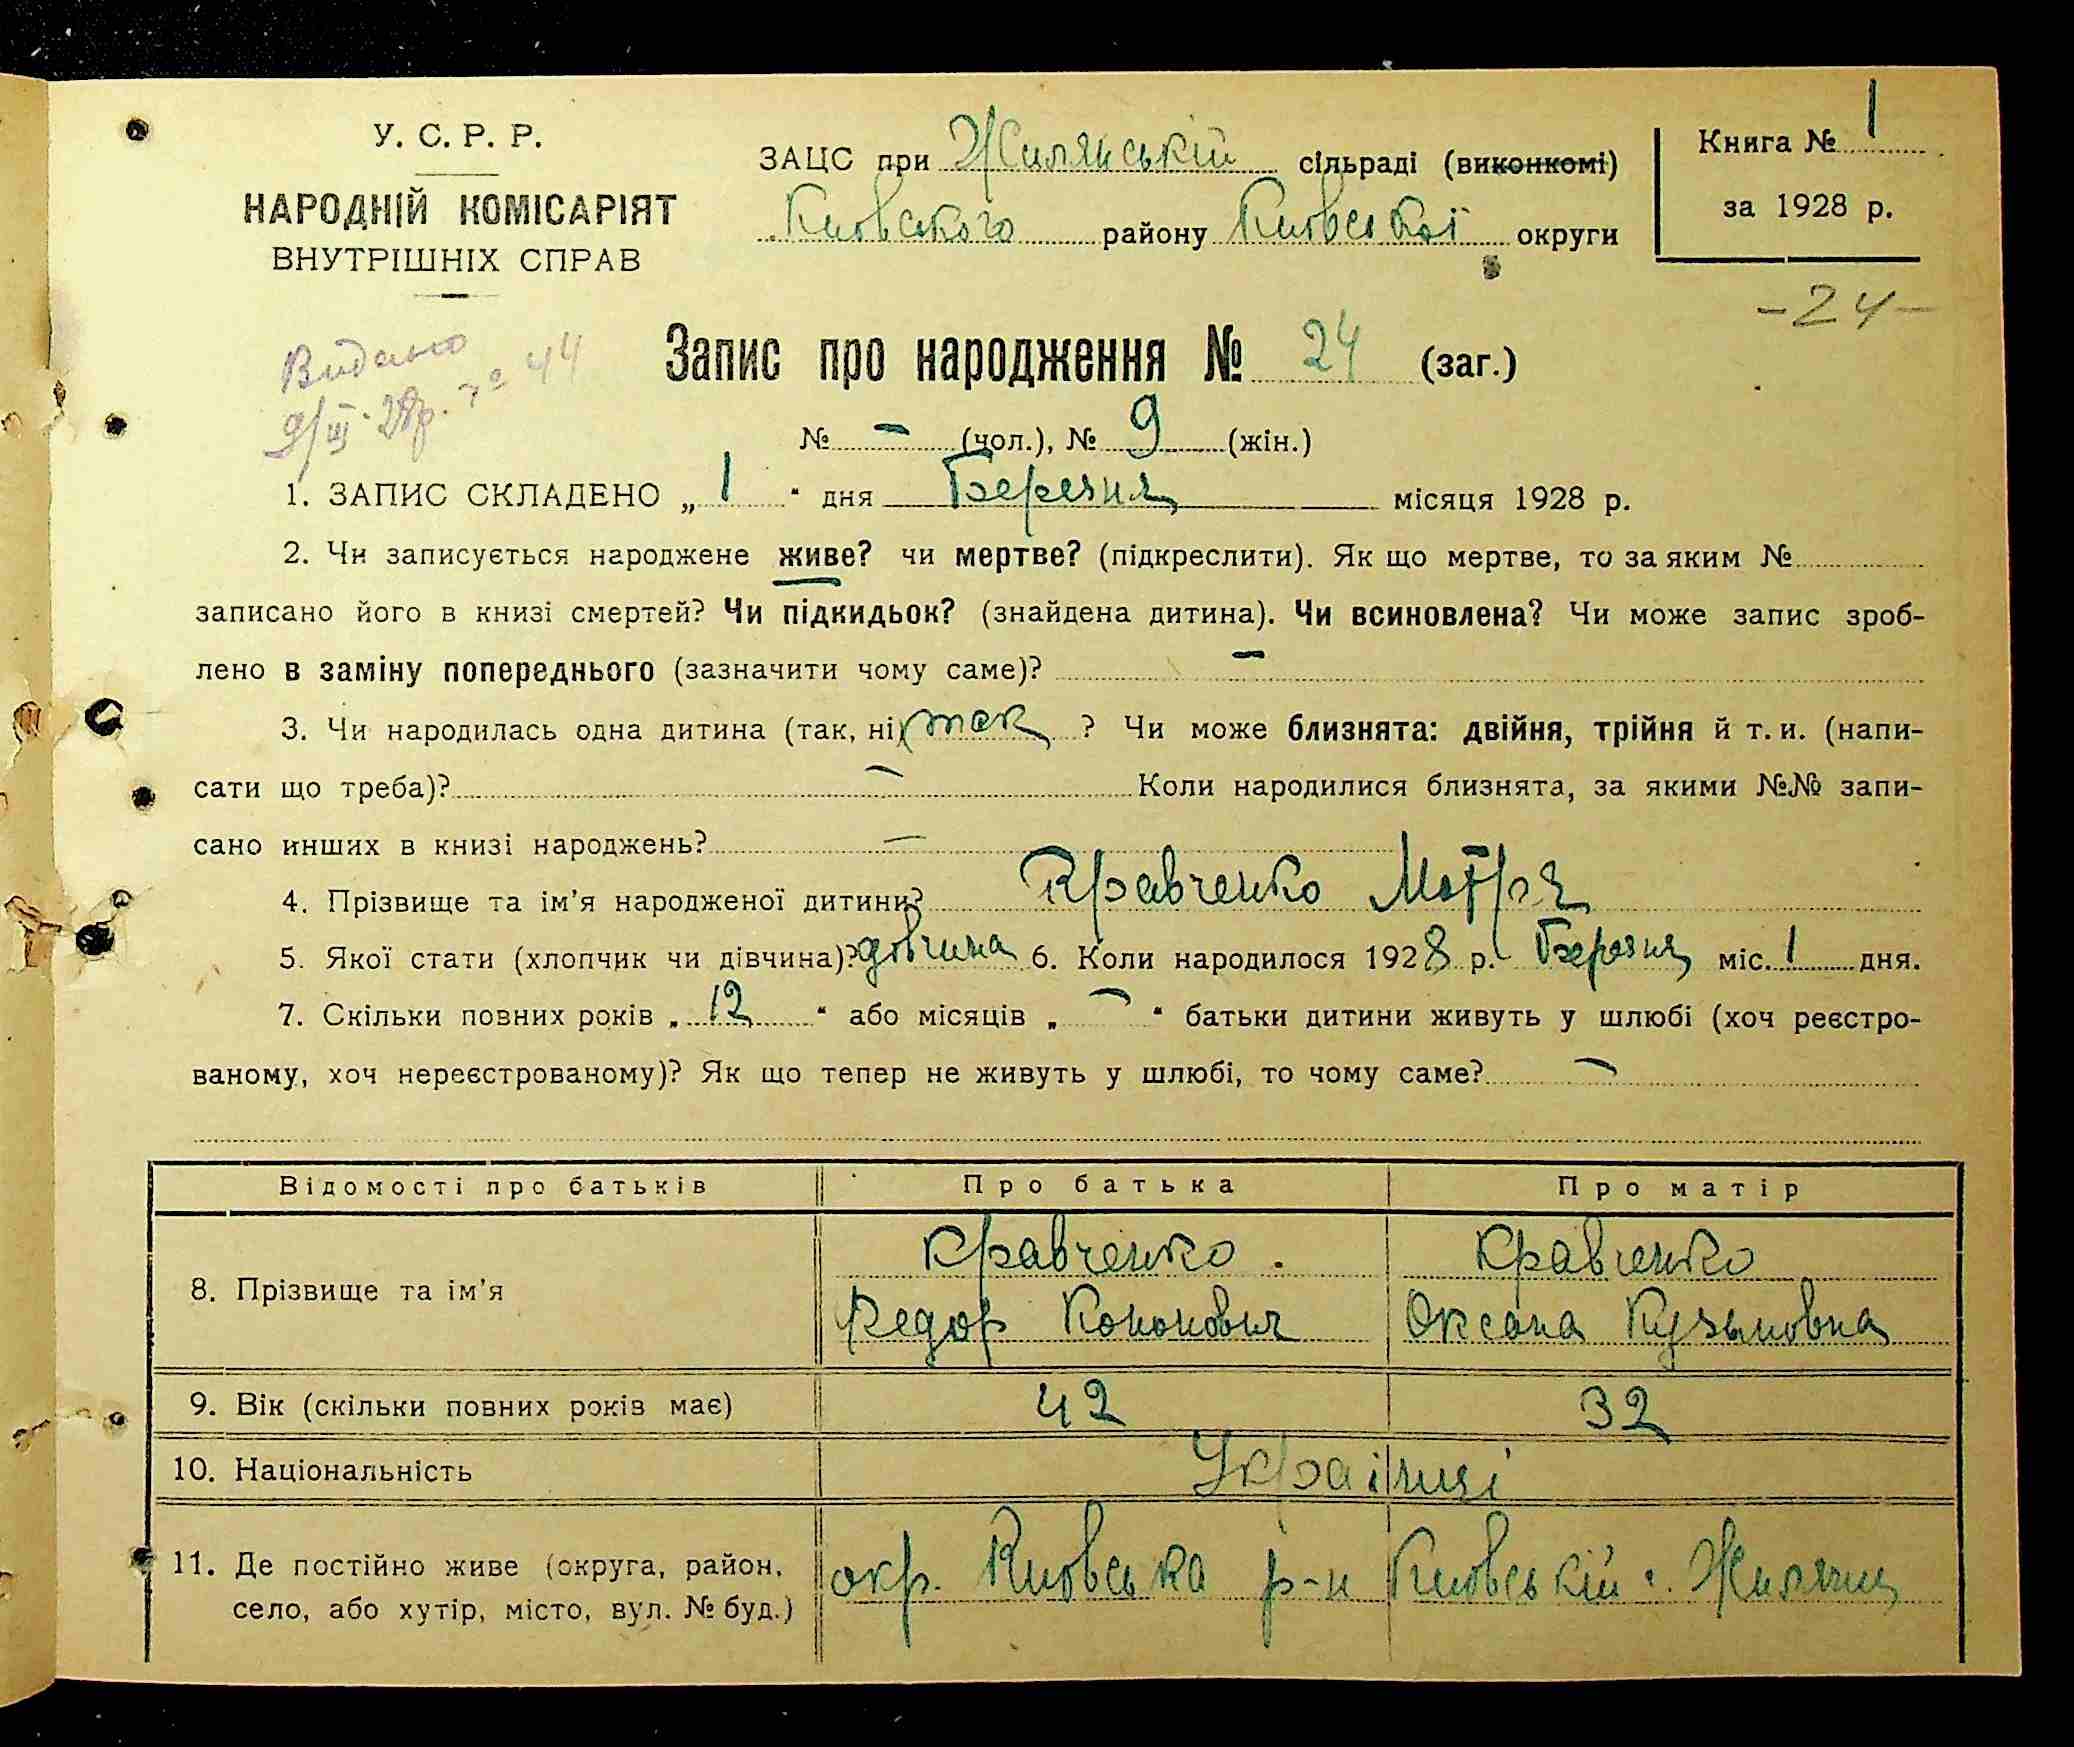 У. С. Р. Р.
НАРОДНІЙ КОМІСАРІЯТ
ВНУТРІШНІХ СПРАВ
ЗАЦС при Жилянській сільраді (виконкомі)
Київського району Київської округи
Книга № 1
за 1928 р.
-24-
Видано
9/III-28р. № 44
Запис про народження № 24 (заг.)
№ - (чол.), № 9 (жін.)
1. ЗАПИС СКЛАДЕНО „ 1 “ дня Березня місяця 1928 р.
2. Чи записується народжене живе? чи мертве? (підкреслити). Як що мертве, то за яким №
записано його в книзі смертей? Чи підкидьок? (знайдена дитина). Чи всиновлена? Чи може запис зроб-
лено в заміну попереднього (зазначити чому саме)? -
3. Чи народилась одна дитина (так, ні) так ? Чи може близнята: двійня, трійня й т. и. (напи-
сати що треба)? - Коли народилися близнята, за якими №№ запи-
сано инших в книзі народжень? -
4. Прізвище та ім'я народженої дитини? Кравченко Мотря
5. Якої стати (хлопчик чи дівчина)? дівчина 6. Коли народилося 1928 р. Березня міс. 1 дня.
7. Скільки повних років „ 12 “ або місяців „ - “ батьки дитини живуть у шлюбі (хоч реєстро-
ваному, хоч нереєстрованому)? Як що тепер не живуть у шлюбі, то чому саме? -
Відомості про батьків Про батька Про матір
8. Прізвище та ім'я
Кравченко . Кравченко
Федор Кононович Оксана Кузьмовна
9. Вік (скільки повних років має) 42 32
10. Національність Українці
11. Де постійно живе (округа, район, окр. Київська р-н Київській с. Жиляни
село, або хутір, місто, вул. № буд.)